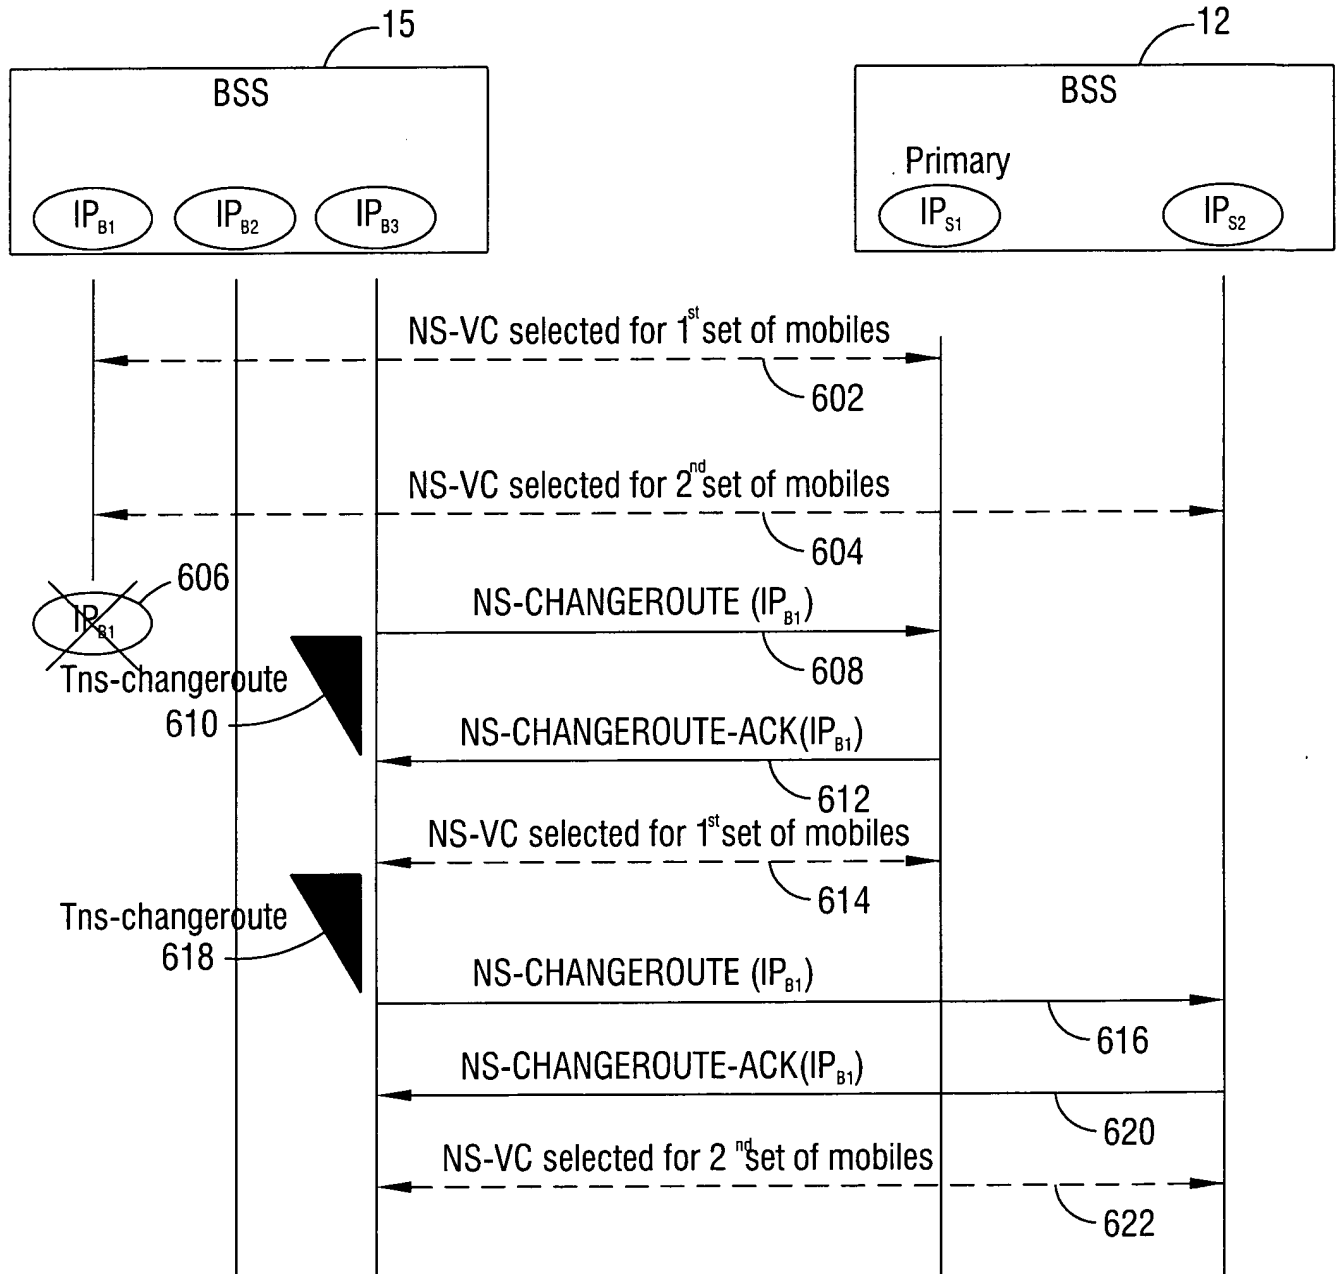 15
12
BSS
BSS
Primary
IPB1
IPB2
IPB3
IPS1
IPS2
NS-VC selected for 1st set of mobiles
602
NS-VC selected for 2nd set of mobiles
604
606
IPB1
NS-CHANGEROUTE (IPB1)
608
Tns-changeroute
610
NS-CHANGEROUTE-ACK(IPB1)
612
NS-VC selected for 1st set of mobiles
614
Tns-changeroute
618
NS-CHANGEROUTE (IPB1)
616
NS-CHANGEROUTE-ACK(IPB1)
620
NS-VC selected for 2 nd set of mobiles
622